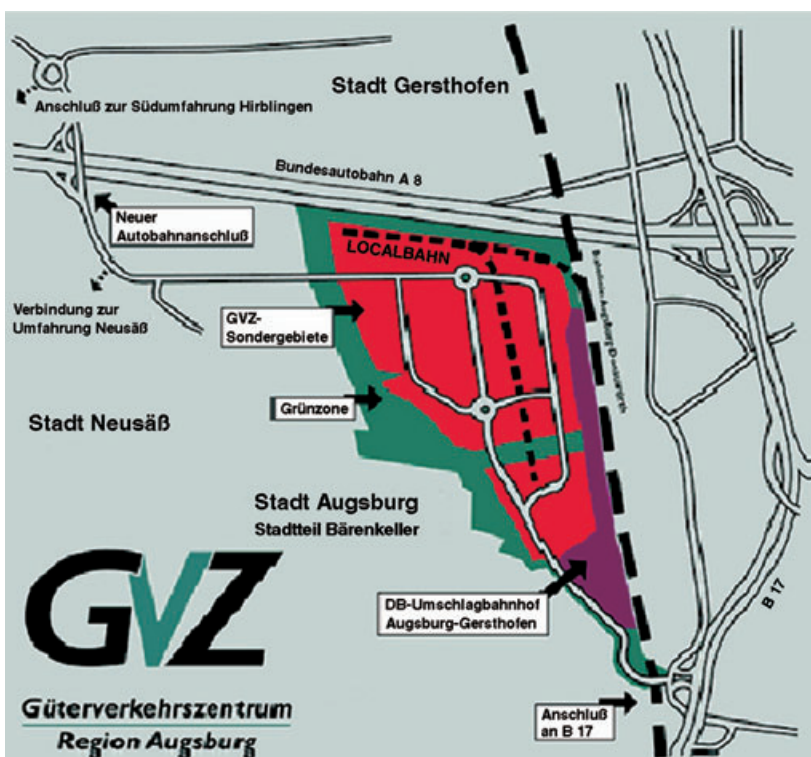 Stadt Gersthofen
Anschluß zur Südumfahrung Hirblingen
Bundesautobahn A 8
Neuer
Autobahnanschluß
LOCALBAHN
Verbindung zur
Umfahrung Neusäß
GVZ-
Sondergebiete
Grünzone
Stadt Neusäß
Stadt Augsburg
Stadtteil Bärenkeller
DB-Umschlagbahnhof
Augsburg-Gersthofen
B 17
GVZ
Güterverkehrszentrum
Region Augsburg
Anschluß
an B 17